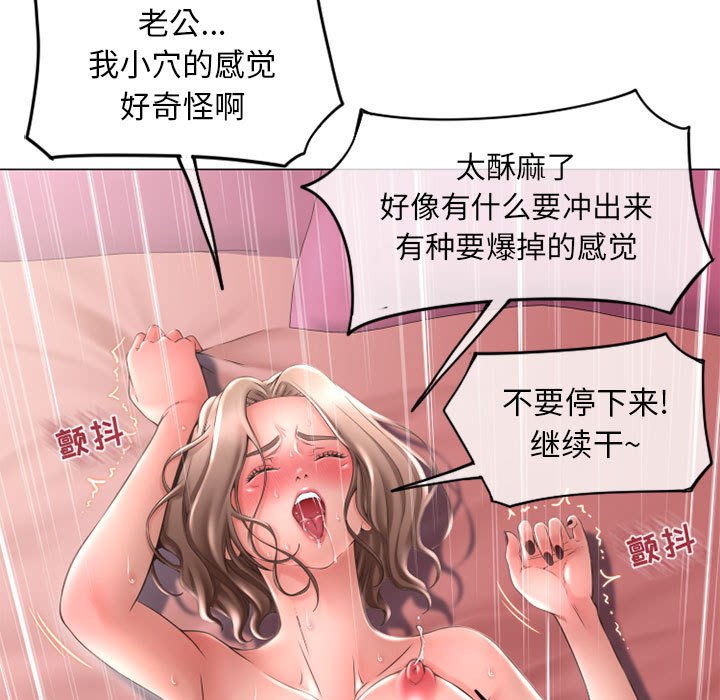 老公...
我小穴的感觉
好奇怪啊
太酥麻了
好像有什么要冲出来
有种要爆掉的感觉
不要停下来!
继续干~
颤抖
颤抖